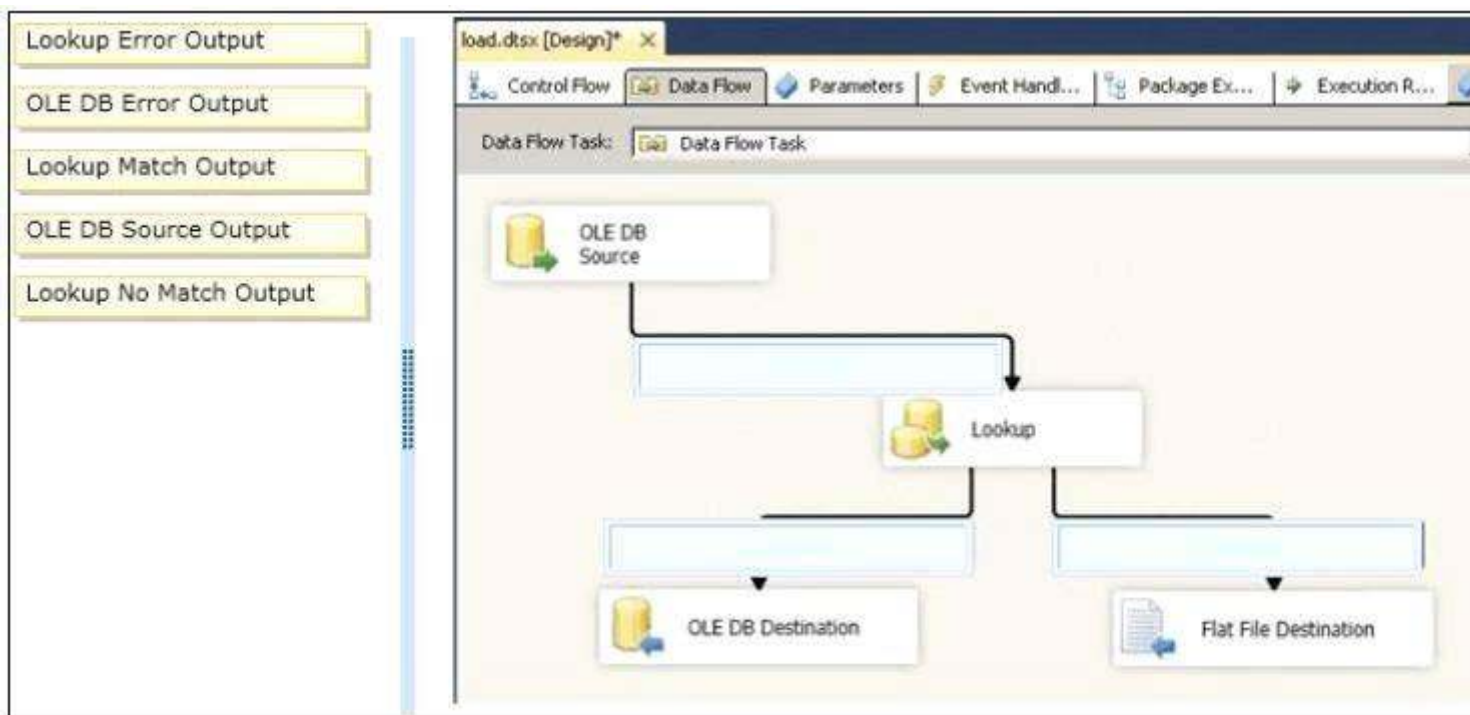 Lookup Error Output
OLE DB Error Output
Lookup Match Output
OLE DB Source Output
Lookup No Match Output
load.dtsx [Design]*
Control Flow
Data Flow
Parameters
Event Handl...
Package Ex...
Execution R...
Data Flow Task:
Data Flow Task
OLE DB
Source
Lookup
OLE DB Destination
Flat File Destination